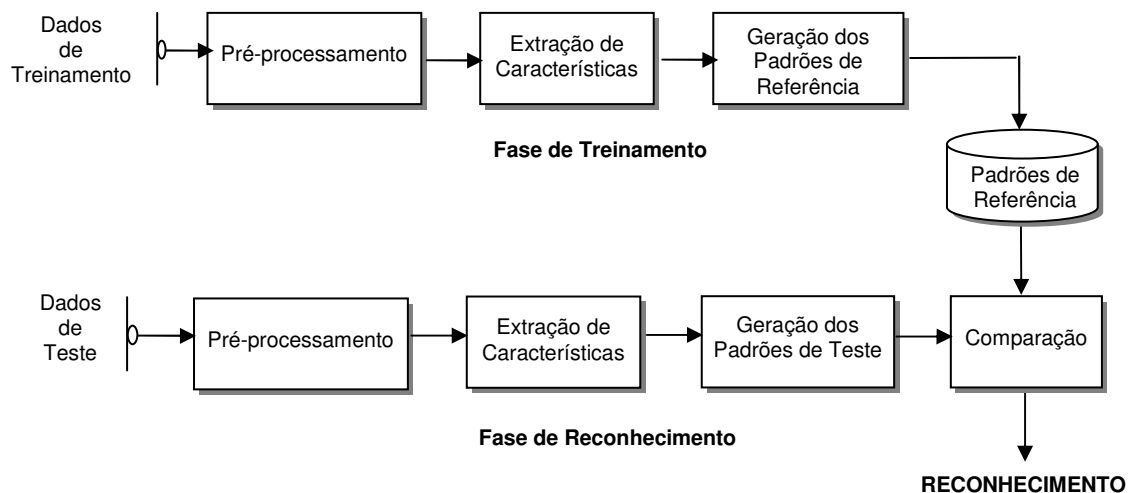 Dados
de
Treinamento
Pré-processamento
Extração de
Características
Geração dos
Padrões de
Referência
Fase de Treinamento
Padrões de
Referência
Dados
de
Teste
Pré-processamento
Extração de
Características
Geração dos
Padrões de Teste
Comparação
Fase de Reconhecimento
RECONHECIMENTO